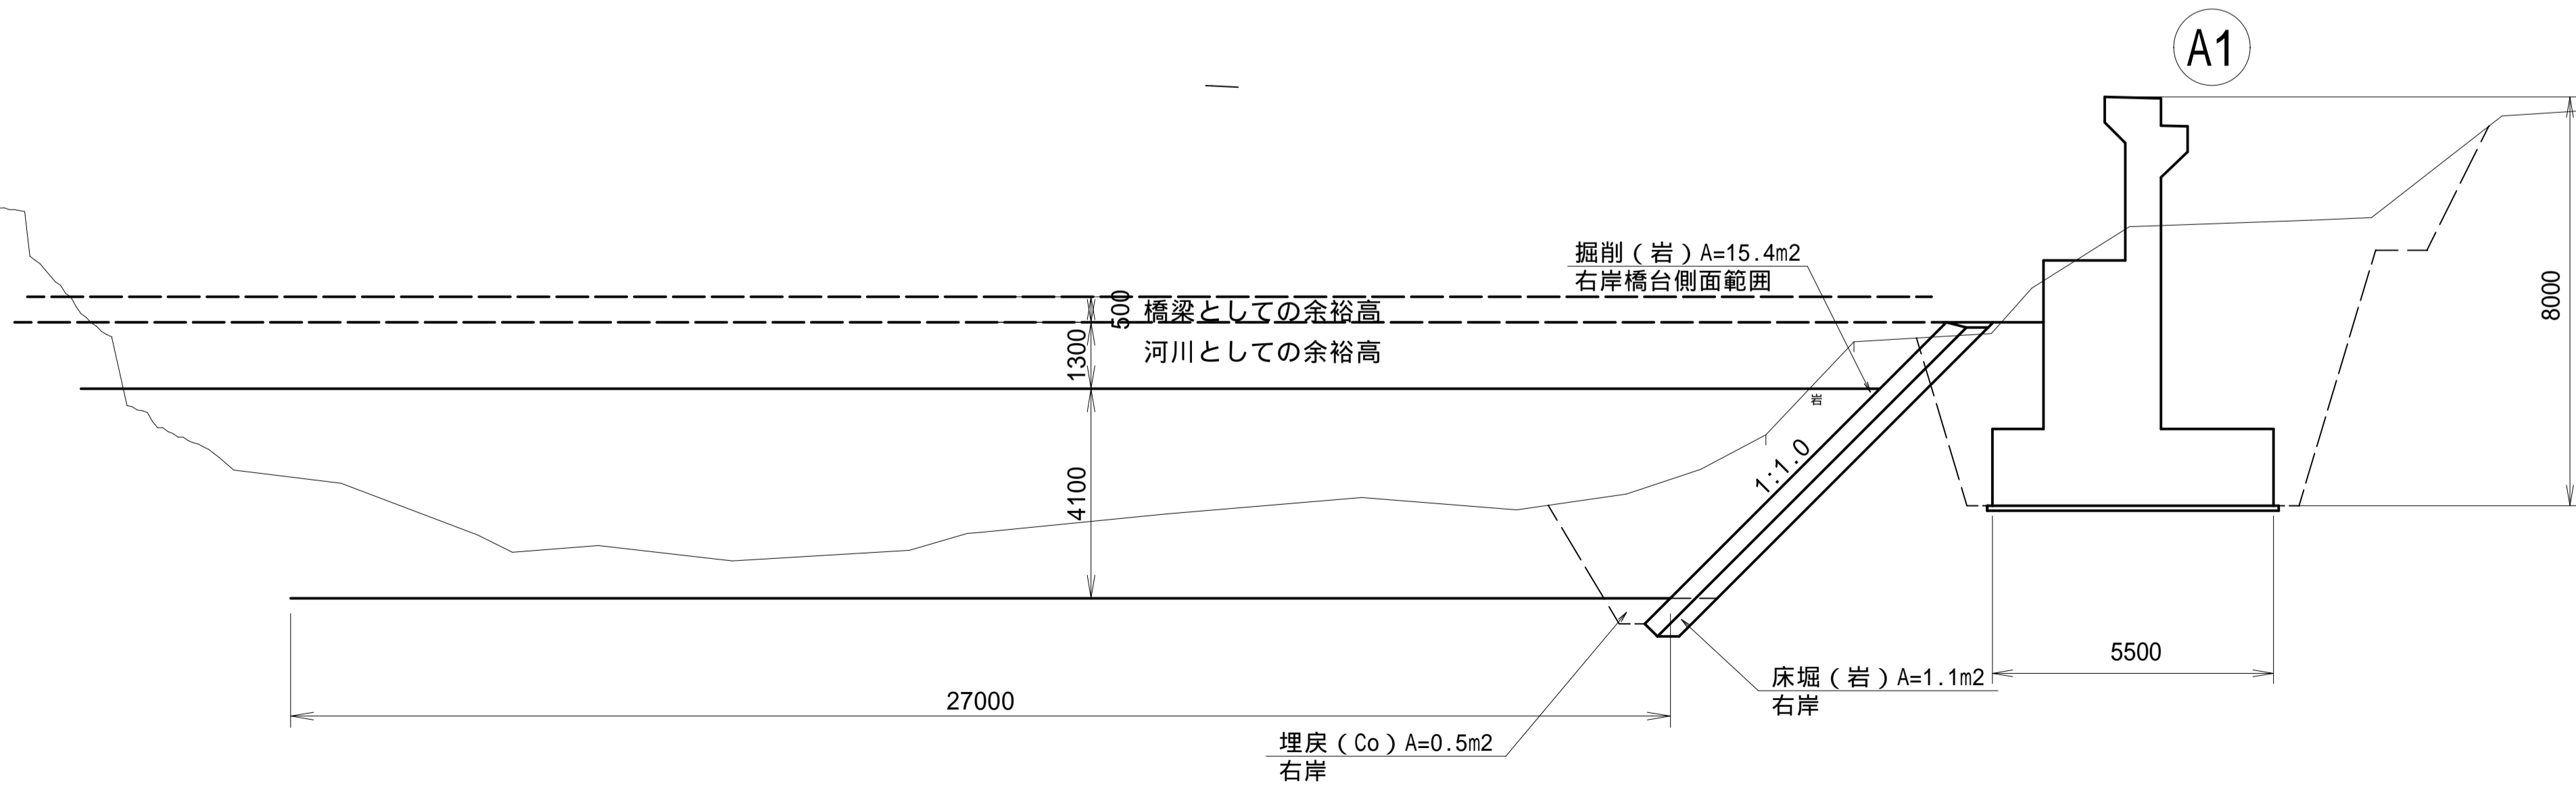 A1
掘削（岩）A=15.4m2
右岸橋台側面範囲
500
橋梁としての余裕高
1300
河川としての余裕高
8000
岩
1:1.0
4100
5500
床堀（岩）A=1.1m2
右岸
27000
埋戻（Co）A=0.5m2
右岸